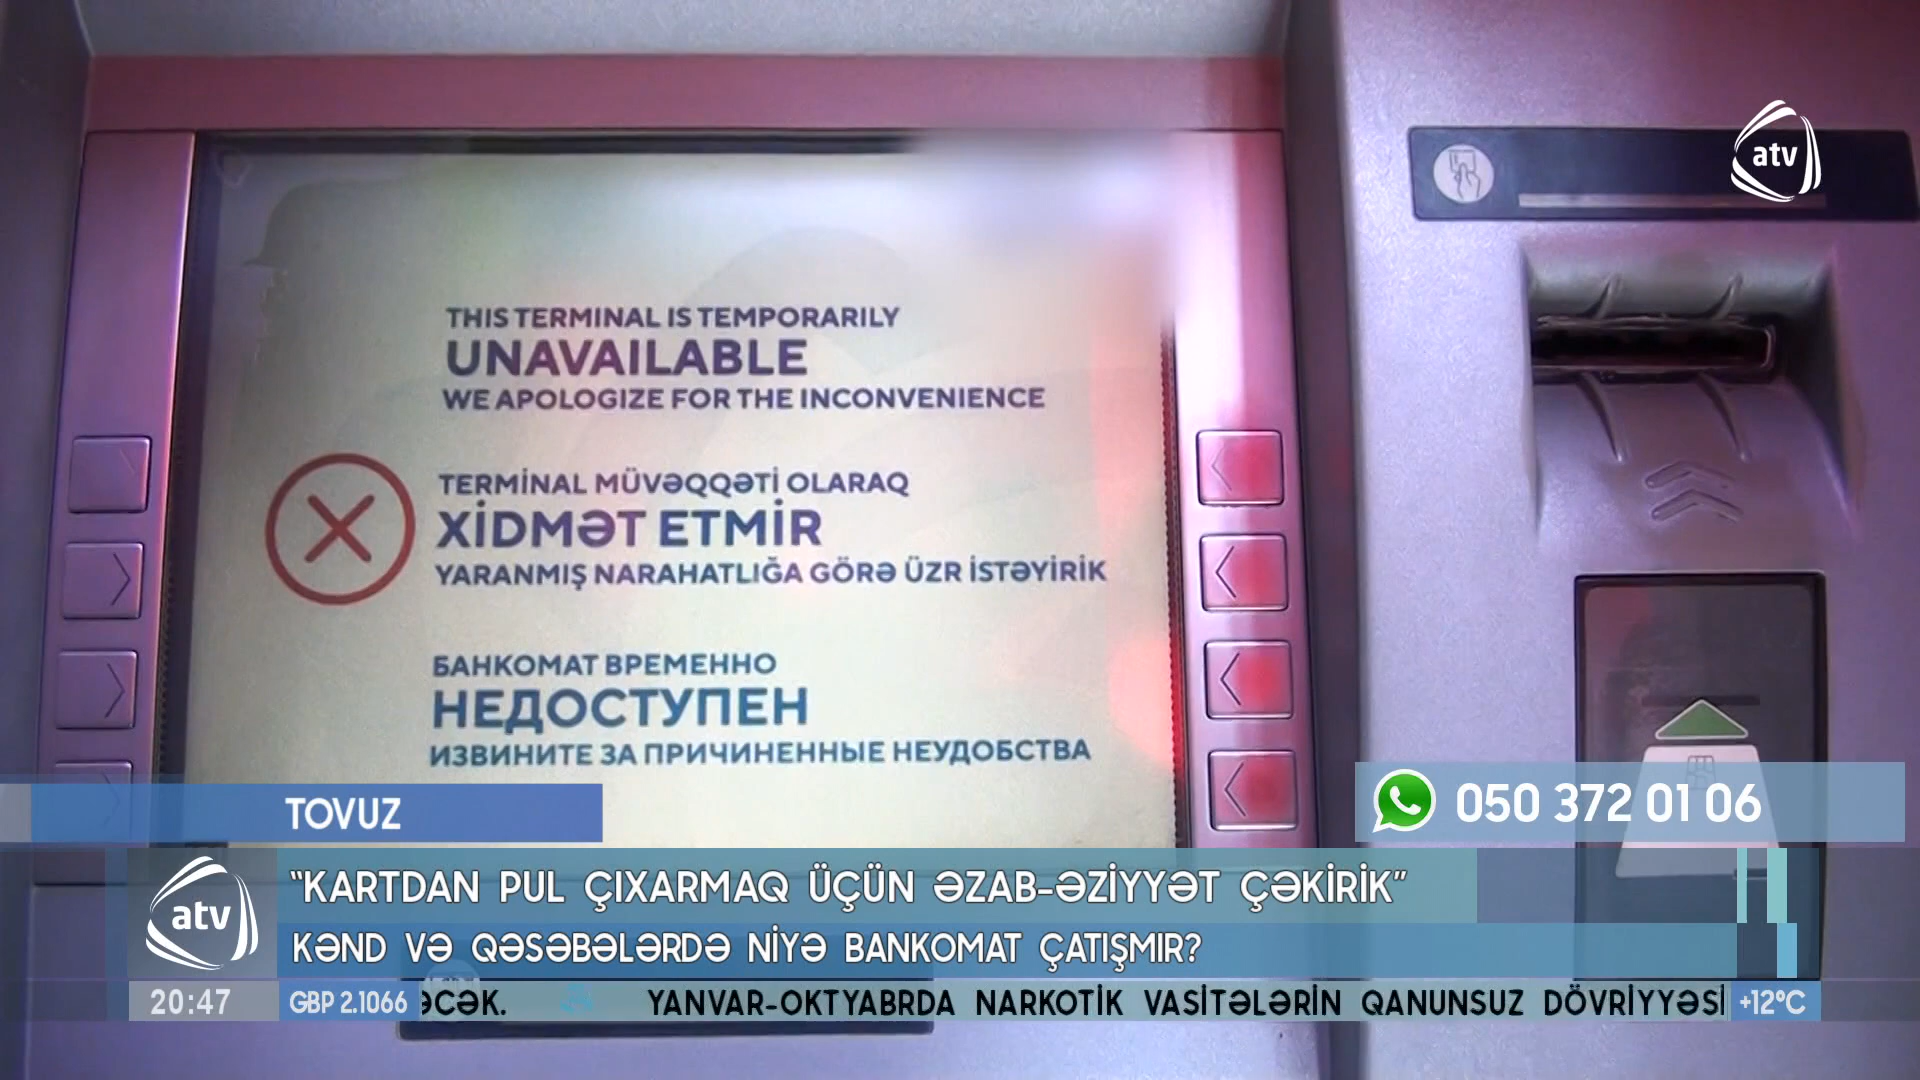 atv
THIS TERMINAL IS TEMPORARILY
UNAVAILABLE
WE APOLOGIZE FOR THE INCONVENIENCE
TERMİNAL MÜVƏQQƏTİ OLARAQ
XİDMƏT ETMİR
YARANMIŞ NARAHATLIĞA GÖRƏ ÜZR İSTƏYİRİK
БАНКОМАТ ВРЕМЕННО
НЕДОСТУПЕН
ИЗВИНИТЕ ЗА ПРИЧИНЕННЫЕ НЕУДОБСТВА
TOVUZ
050 372 01 06
atv
“KARTDAN PUL ÇIXARMAQ ÜÇÜN ƏZAB-ƏZİYYƏT ÇƏKİRİK”
KƏND VƏ QƏSƏBƏLƏRDƏ NİYƏ BANKOMAT ÇATIŞMIR?
20:47 GBP 2.1066 ƏCƏK. YANVAR-OKTYABRDA NARKOTİK VASİTƏLƏRİN QANUNSUZ DÖVRİYYƏSİ +12°C